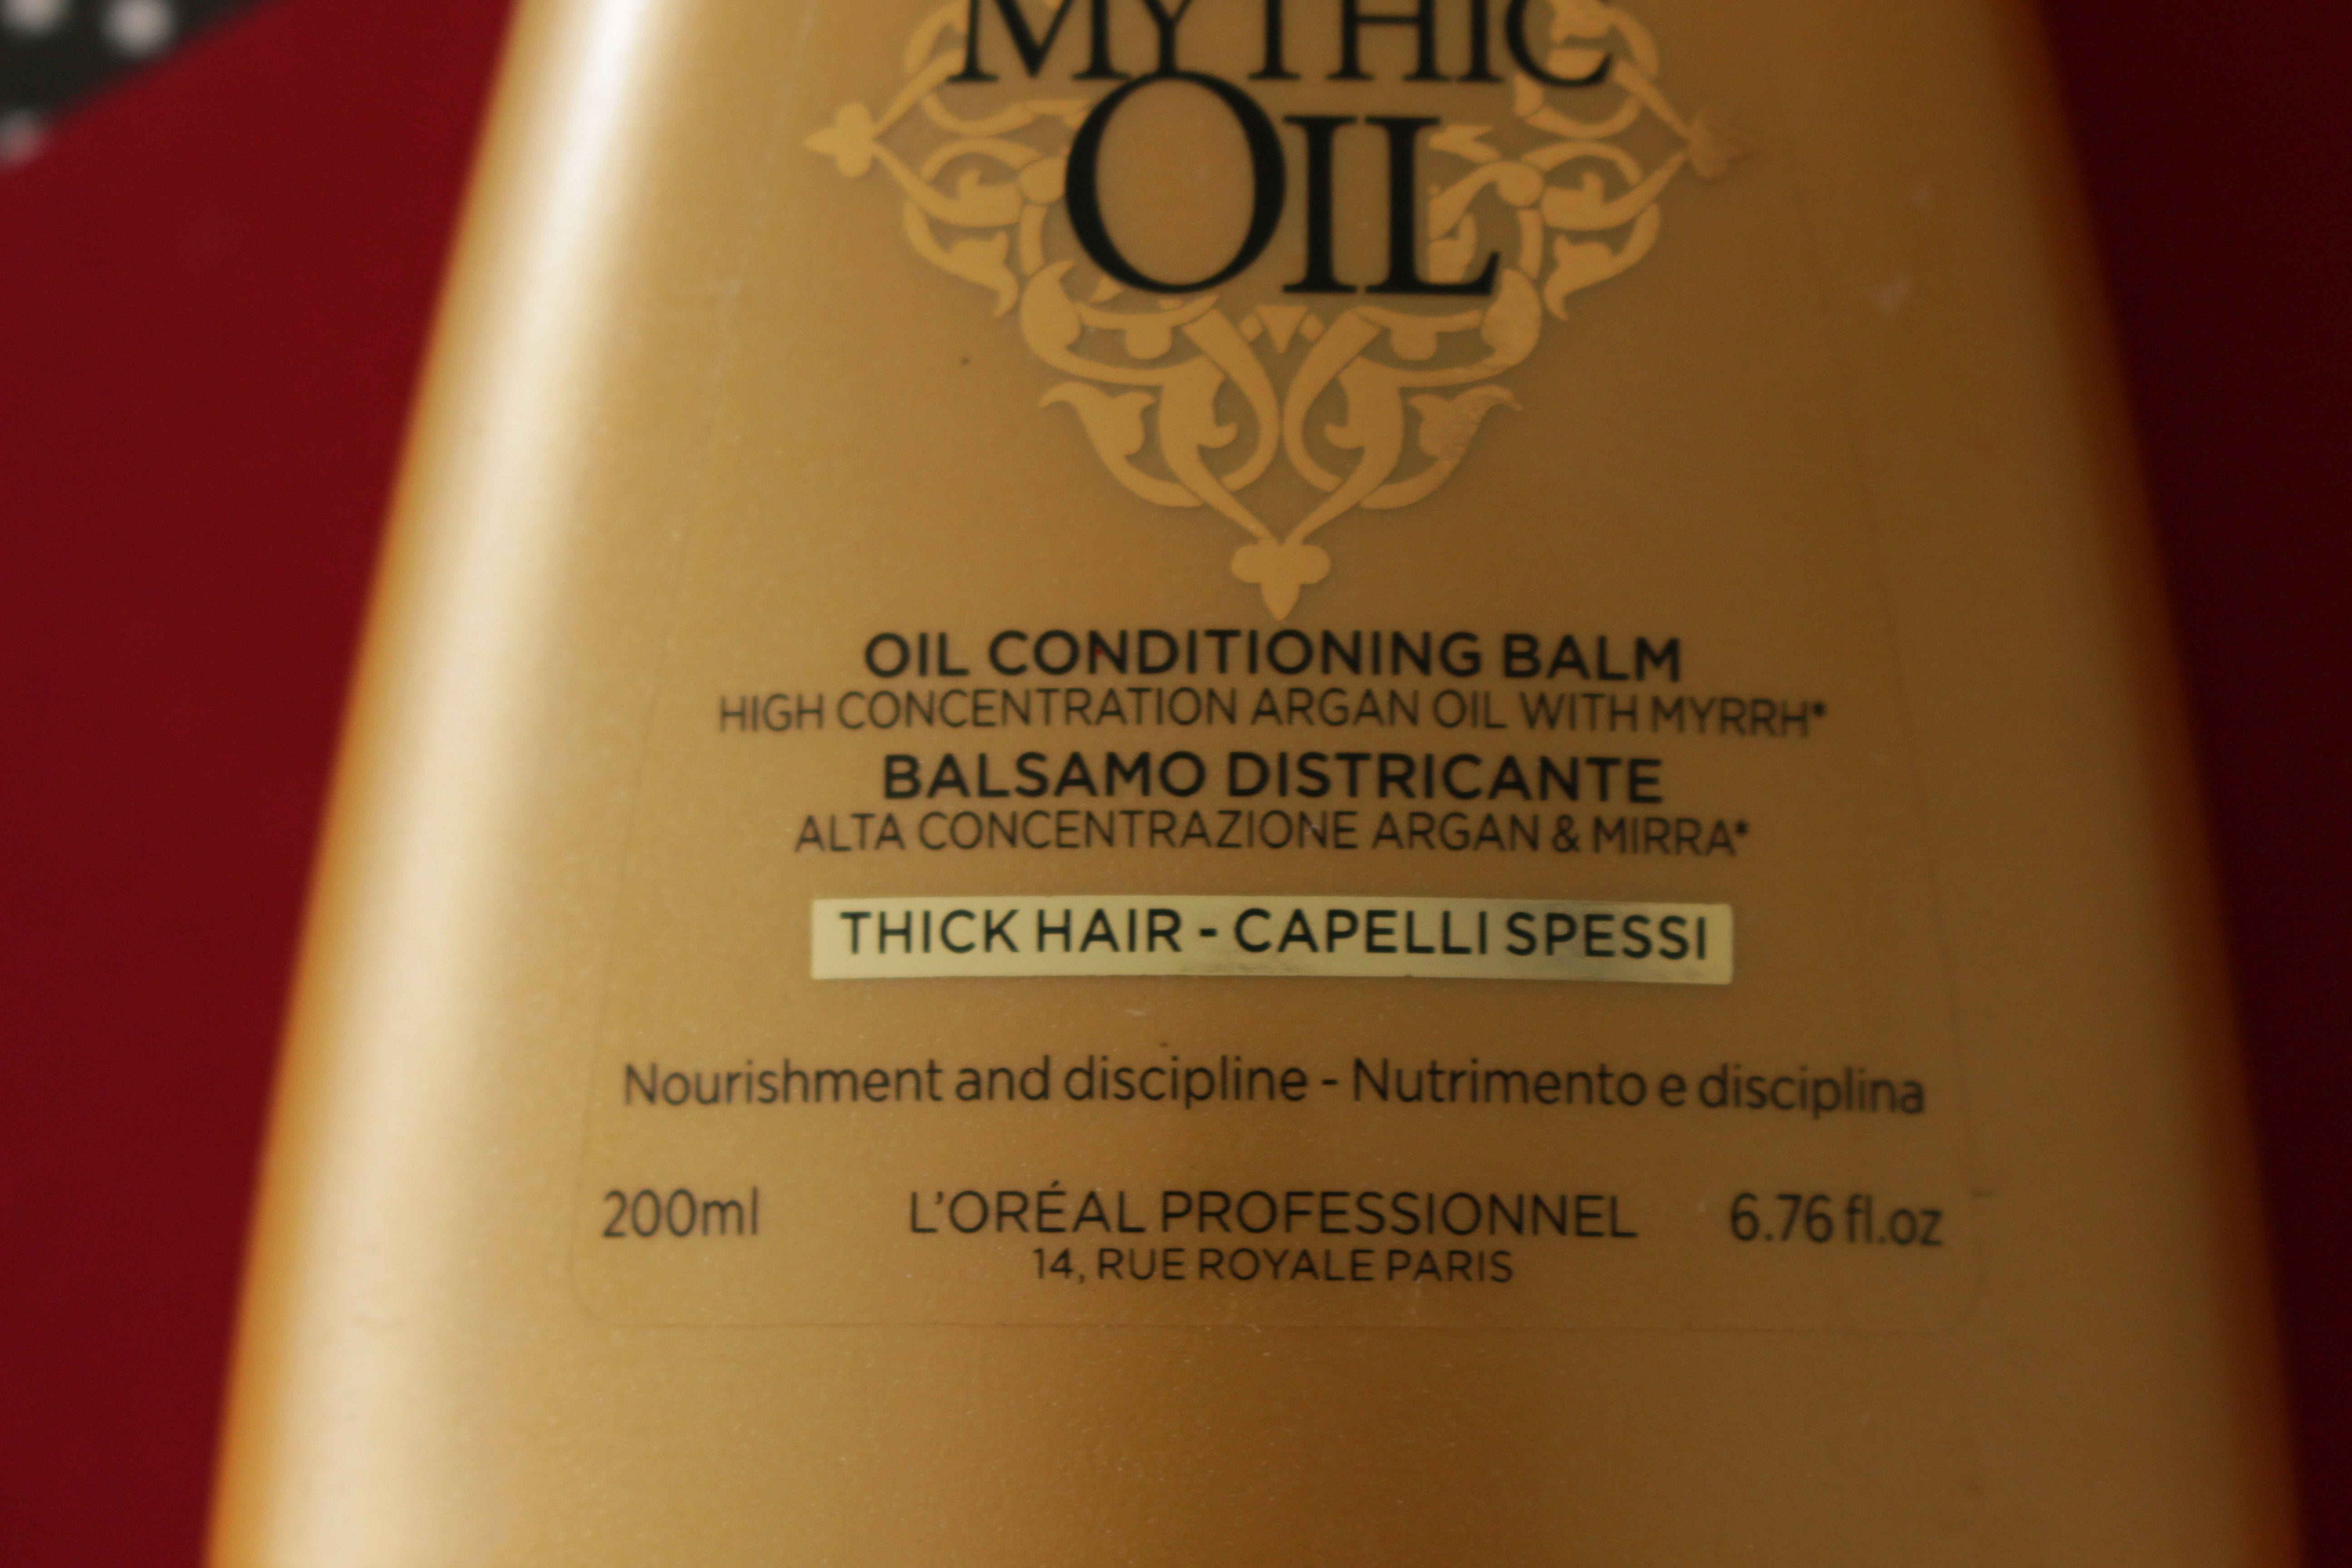 MYTHIC
OIL
OIL CONDITIONING BALM
HIGH CONCENTRATION ARGAN OIL WITH MYRRH*
BALSAMO DISTRICANTE
ALTA CONCENTRAZIONE ARGAN & MIRRA*
THICK HAIR - CAPELLI SPESSI
Nourishment and discipline - Nutrimento e disciplina
200ml L'ORÉAL PROFESSIONNEL 6.76 fl.oz
14, RUE ROYALE PARIS